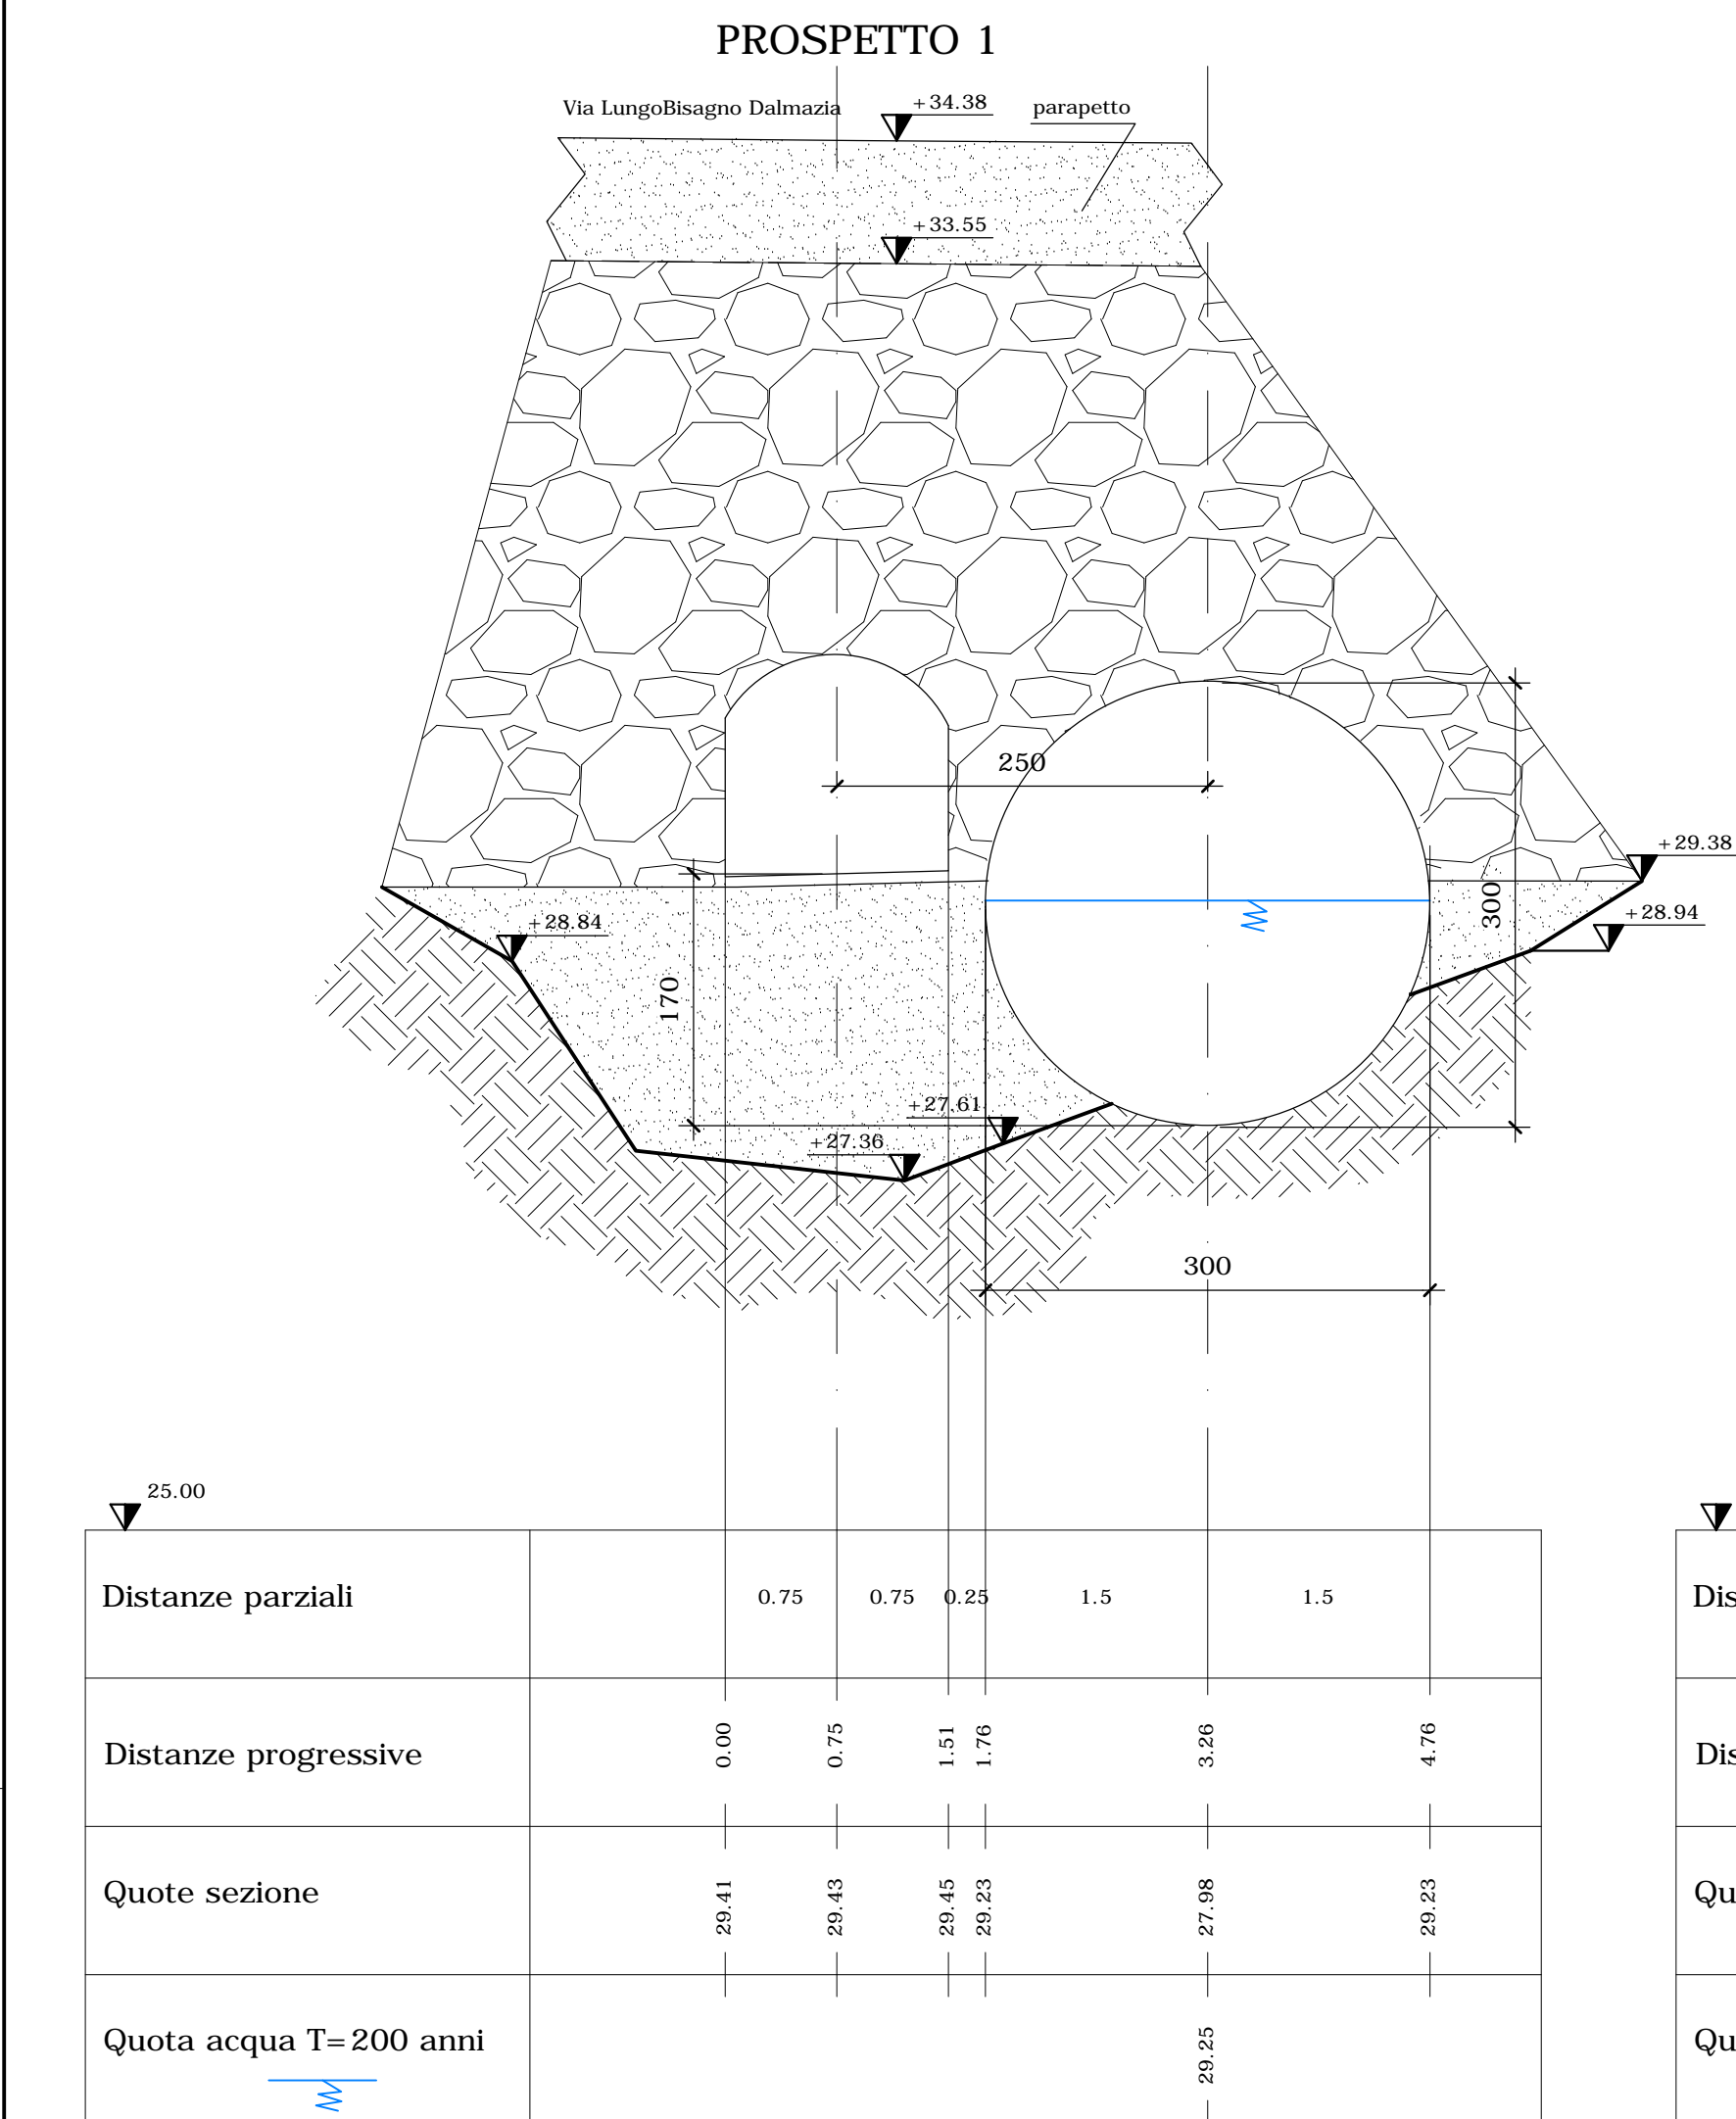 PROSPETTO 1
Via LungoBisagno Dalmazia
+34.38
parapetto
+33.55
250
+29.38
300
+28.94
+28.84
170
+27.61
+27.36
300
25.00
Distanze parziali
0.75
0.75
0.25
1.5
1.5
Dis
Distanze progressive
0.00
0.75
1.51
1.76
3.26
4.76
Dis
Quote sezione
29.41
29.43
29.45
29.23
27.98
29.23
Qu
Quota acqua T=200 anni
29.25
Qu